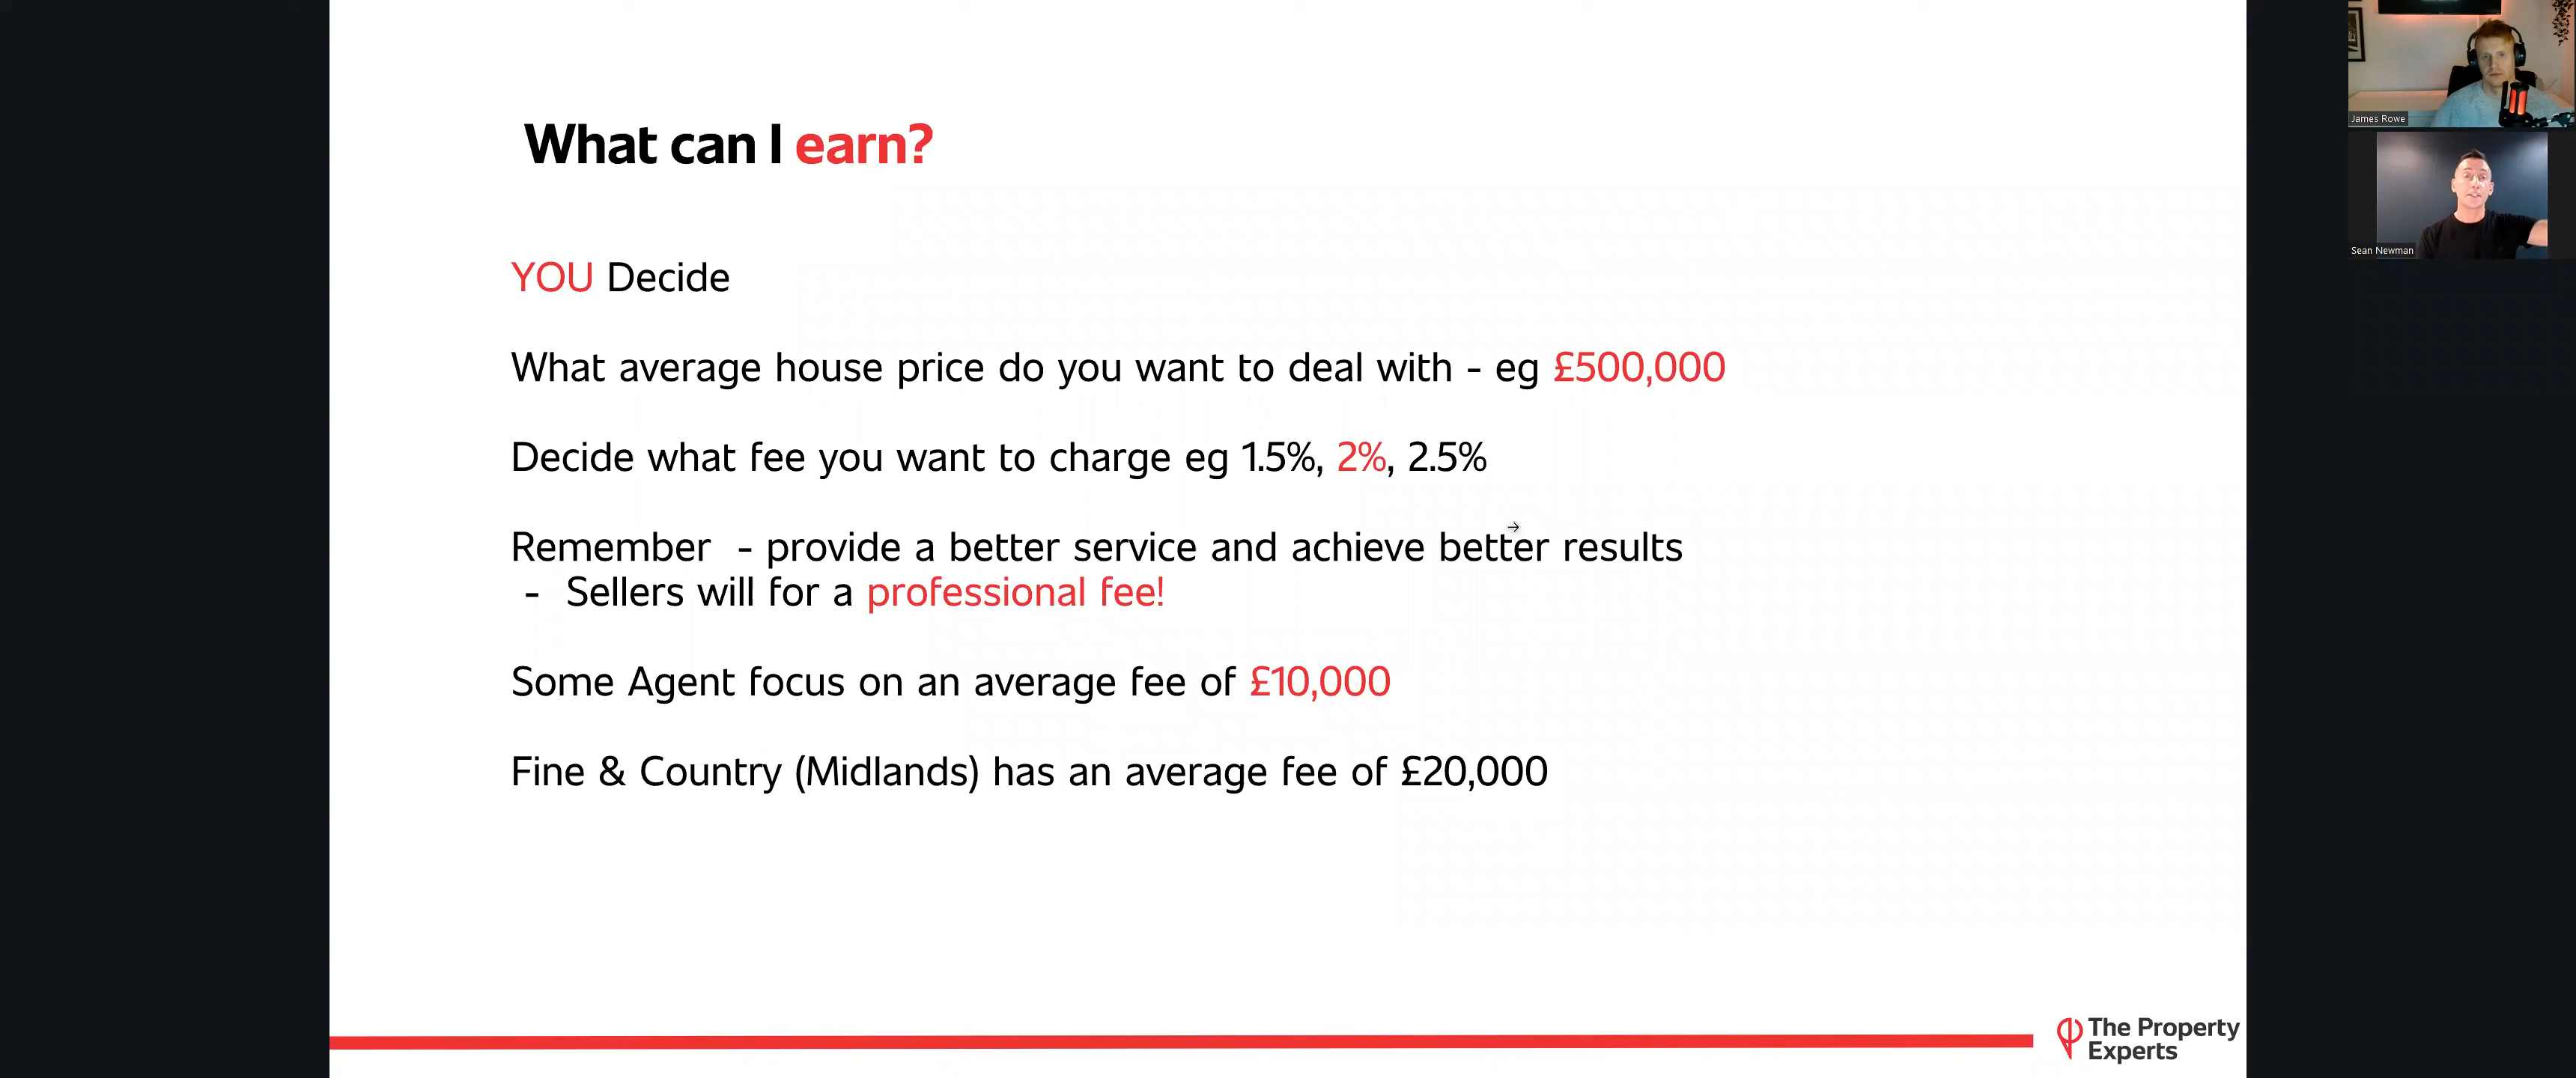 What can I earn?
YOU Decide
What average house price do you want to deal with - eg £500,000
Decide what fee you want to charge eg 1.5%, 2%, 2.5%
Remember - provide a better service and achieve better results
- Sellers will for a professional fee!
Some Agent focus on an average fee of £10,000
Fine & Country (Midlands) has an average fee of £20,000
The Property
Experts
James Rowe
Sean Newman